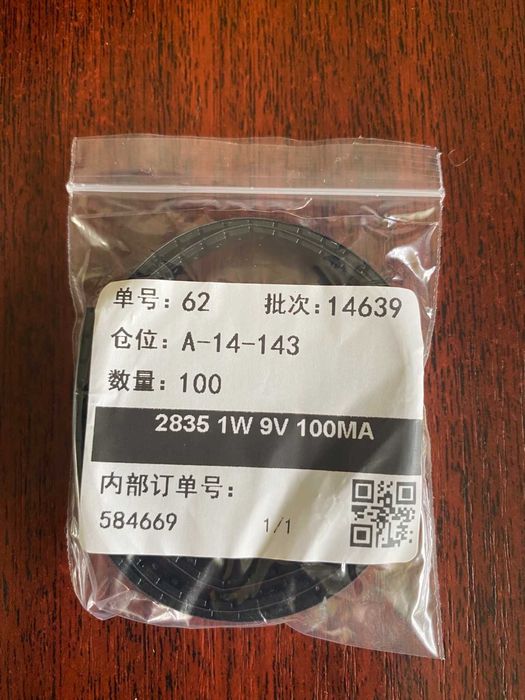 单号: 62 批次: 14639
仓位: A-14-143
数量: 100
2835 1W 9V 100MA
内部订单号:
584669 1/1